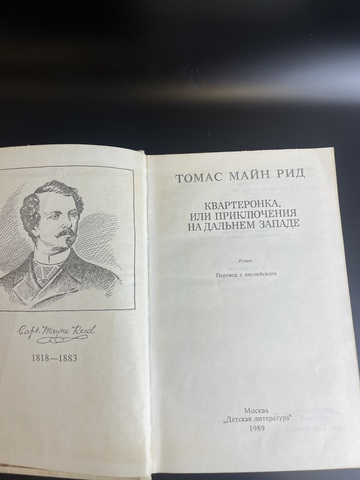 Capt. Mayne Reid
1818—1883
ТОМАС МАЙН РИД
КВАРТЕРОНКА,
ИЛИ ПРИКЛЮЧЕНИЯ
НА ДАЛЬНЕМ ЗАПАДЕ
Роман
Перевод с английского
Москва
„Детская литература"
1989